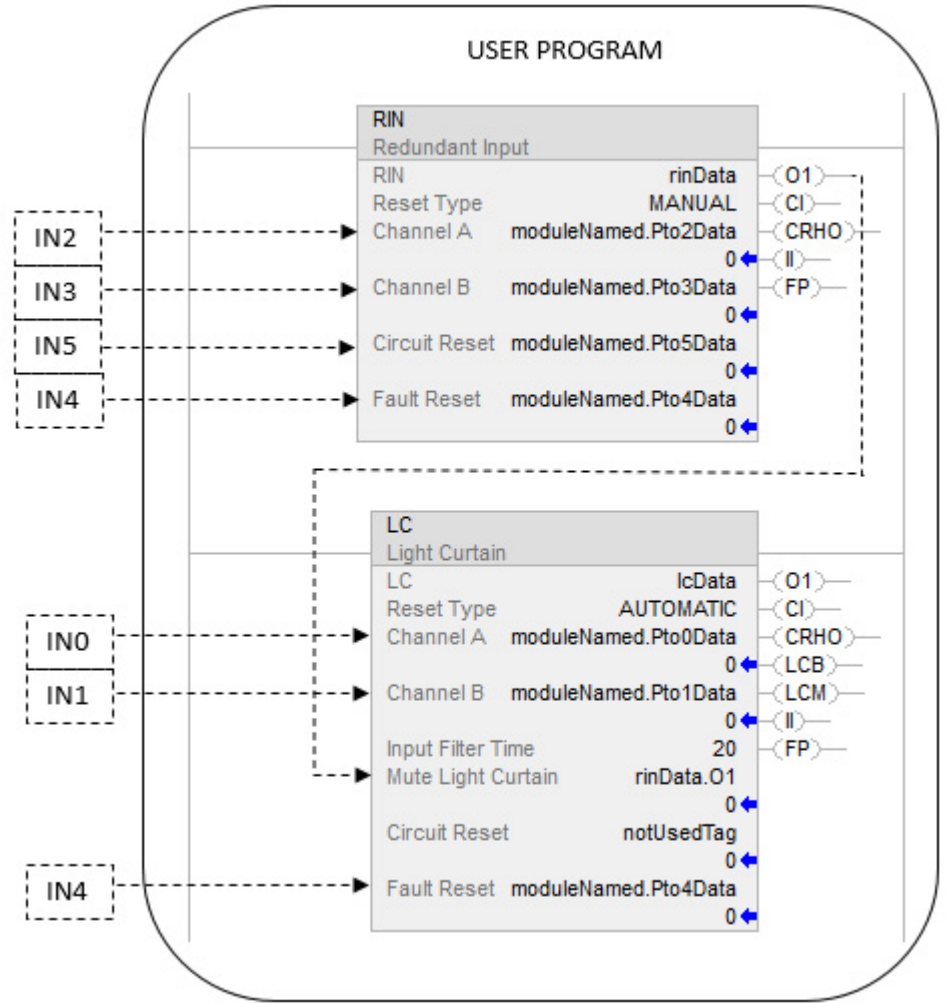 USER PROGRAM
RIN
Redundant Input
RIN rinData (O1)
Reset Type MANUAL (CI)
IN2 Channel A moduleNamed.Pto2Data (CRHO)
0 (II)
IN3 Channel B moduleNamed.Pto3Data (FP)
0
IN5 Circuit Reset moduleNamed.Pto5Data
0
IN4 Fault Reset moduleNamed.Pto4Data
0
LC
Light Curtain
LC lcData (O1)
Reset Type AUTOMATIC (CI)
IN0 Channel A moduleNamed.Pto0Data (CRHO)
0 (LCB)
IN1 Channel B moduleNamed.Pto1Data (LCM)
0 (II)
Input Filter Time 20 (FP)
Mute Light Curtain rinData.O1
0
Circuit Reset notUsedTag
0
IN4 Fault Reset moduleNamed.Pto4Data
0